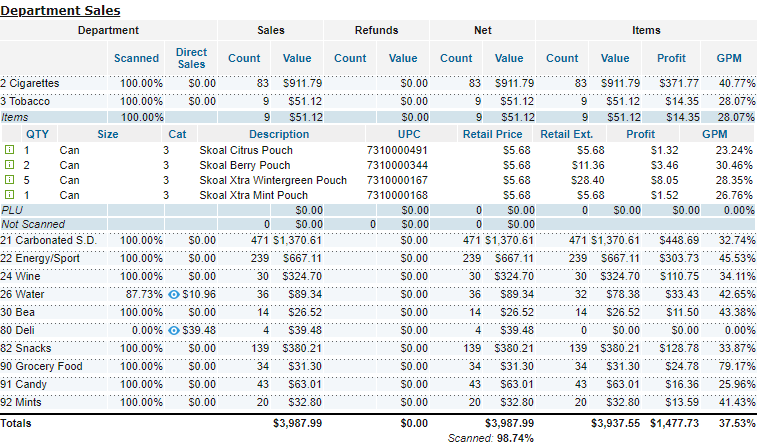 Department Sales
Department Sales Refunds Net Items
Scanned Direct Sales Count Value Count Value Count Value Count Value Profit GPM
2 Cigarettes 100.00% $0.00 83 $911.79 $0.00 83 $911.79 83 $911.79 $371.77 40.77%
3 Tobacco 100.00% $0.00 9 $51.12 $0.00 9 $51.12 9 $51.12 $14.35 28.07%
Items 100.00% 9 $51.12 $0.00 9 $51.12 9 $51.12 $14.35 28.07%
QTY Size Cat Description UPC Retail Price Retail Ext. Profit GPM
1 Can 3 Skoal Citrus Pouch 7310000491 $5.68 $5.68 $1.32 23.24%
2 Can 3 Skoal Berry Pouch 7310000344 $5.68 $11.36 $3.46 30.46%
5 Can 3 Skoal Xtra Wintergreen Pouch 7310000167 $5.68 $28.40 $8.05 28.35%
1 Can 3 Skoal Xtra Mint Pouch 7310000168 $5.68 $5.68 $1.52 26.76%
PLU $0.00 $0.00 0 $0.00 0 $0.00 $0.00 0.00%
Not Scanned 0 $0.00 0 $0.00 0 $0.00
21 Carbonated S.D. 100.00% $0.00 471 $1,370.61 $0.00 471 $1,370.61 471 $1,370.61 $448.69 32.74%
22 Energy/Sport 100.00% $0.00 239 $667.11 $0.00 239 $667.11 239 $667.11 $303.73 45.53%
24 Wine 100.00% $0.00 30 $324.70 $0.00 30 $324.70 30 $324.70 $110.75 34.11%
26 Water 87.73% $10.96 36 $89.34 $0.00 36 $89.34 32 $78.38 $33.43 42.65%
30 Bea 100.00% $0.00 14 $26.52 $0.00 14 $26.52 14 $26.52 $11.50 43.38%
80 Deli 0.00% $39.48 4 $39.48 $0.00 4 $39.48 0 $0.00 $0.00 0.00%
82 Snacks 100.00% $0.00 139 $380.21 $0.00 139 $380.21 139 $380.21 $128.78 33.87%
90 Grocery Food 100.00% $0.00 34 $31.30 $0.00 34 $31.30 34 $31.30 $24.78 79.17%
91 Candy 100.00% $0.00 43 $63.01 $0.00 43 $63.01 43 $63.01 $16.36 25.96%
92 Mints 100.00% $0.00 20 $32.80 $0.00 20 $32.80 20 $32.80 $13.59 41.43%
Totals $3,987.99 $0.00 $3,987.99 $3,937.55 $1,477.73 37.53%
Scanned: 98.74%